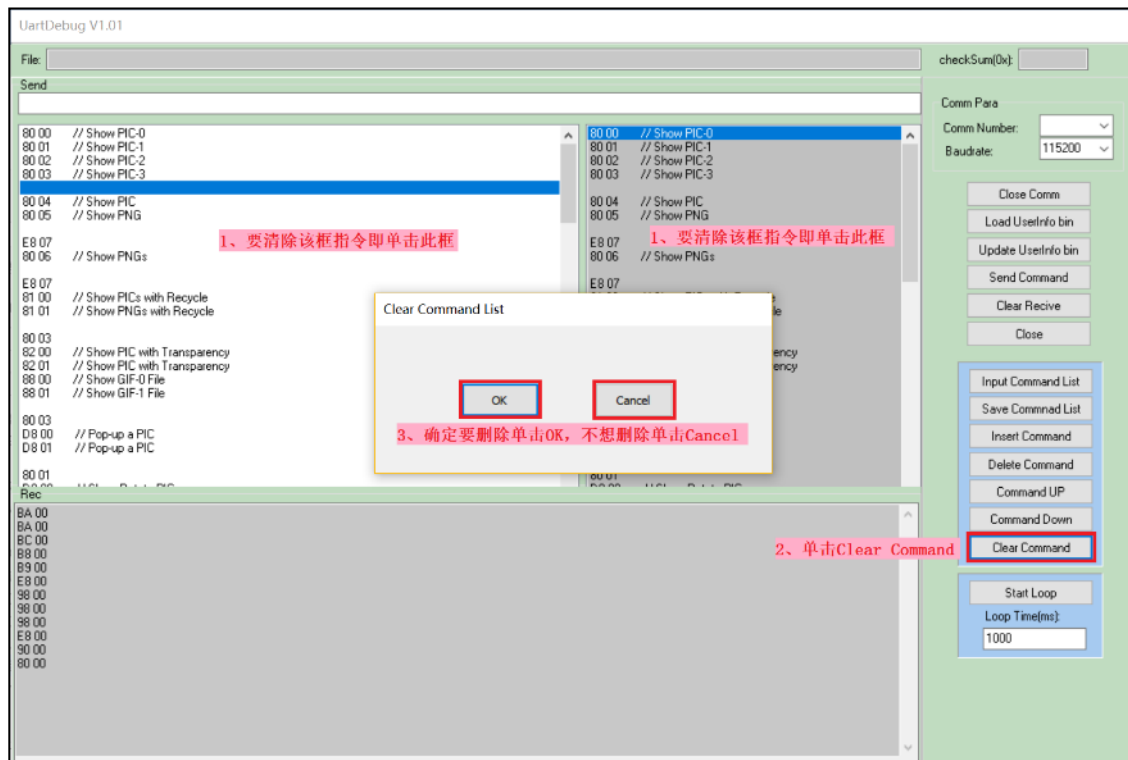 UartDebug V1.01
File:
checkSum(0x):
Send
80 00 // Show PIC-0
80 01 // Show PIC-1
80 02 // Show PIC-2
80 03 // Show PIC-3
80 04 // Show PIC
80 05 // Show PNG
E8 07
80 06 // Show PNGs
E8 07
81 00 // Show PICs with Recycle
81 01 // Show PNGs with Recycle
80 03
82 00 // Show PIC with Transparency
82 01 // Show PIC with Transparency
88 00 // Show GIF-0 File
88 01 // Show GIF-1 File
80 03
D8 00 // Pop-up a PIC
D8 01 // Pop-up a PIC
80 01
1、要清除该框指令即单击此框
80 00 // Show PIC-0
80 01 // Show PIC-1
80 02 // Show PIC-2
80 03 // Show PIC-3
80 04 // Show PIC
80 05 // Show PNG
E8 07
80 06 // Show PNGs
E8 07
1、要清除该框指令即单击此框
Clear Command List
OK
Cancel
3、确定要删除单击OK，不想删除单击Cancel
Rec
BA 00
BA 00
BC 00
B8 00
B9 00
E8 00
98 00
98 00
98 00
E8 00
90 00
80 00
Comm Para
Comm Number:
Baudrate: 115200
Close Comm
Load UserInfo bin
Update UserInfo bin
Send Command
Clear Recive
Close
Input Command List
Save Commnad List
Insert Command
Delete Command
Command UP
Command Down
2、单击Clear Command
Clear Command
Start Loop
Loop Time(ms):
1000